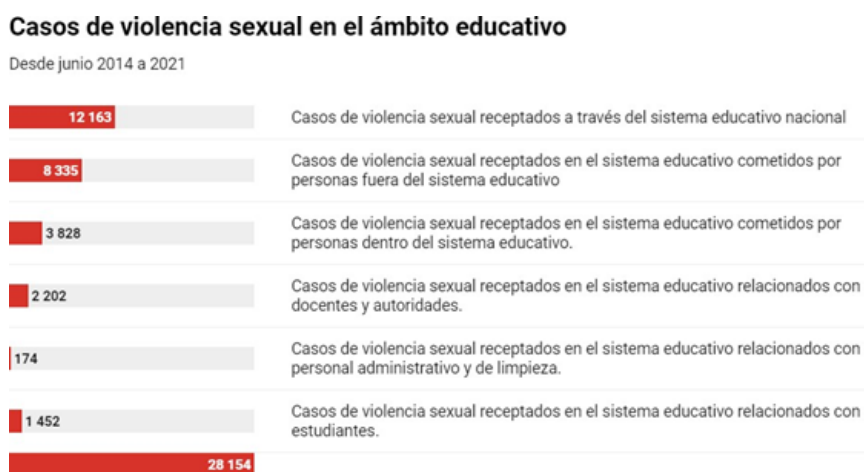 Casos de violencia sexual en el ámbito educativo
Desde junio 2014 a 2021
12 163
Casos de violencia sexual receptados a través del sistema educativo nacional
8 335
Casos de violencia sexual receptados en el sistema educativo cometidos por
personas fuera del sistema educativo
3 828
Casos de violencia sexual receptados en el sistema educativo cometidos por
personas dentro del sistema educativo.
2 202
Casos de violencia sexual receptados en el sistema educativo relacionados con
docentes y autoridades.
174
Casos de violencia sexual receptados en el sistema educativo relacionados con
personal administrativo y de limpieza.
1 452
Casos de violencia sexual receptados en el sistema educativo relacionados con
estudiantes.
28 154